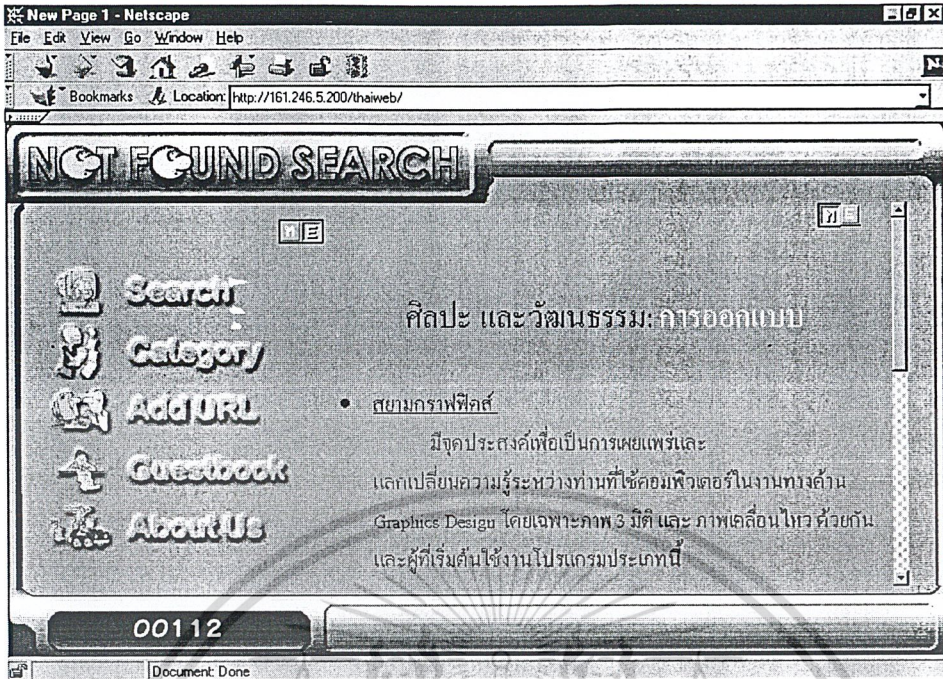 New Page 1 - Netscape
File Edit View Go Window Help
Bookmarks Location: http://161.246.5.200/thaiweb/
N
NOT FOUND SEARCH
ท E
ท E
Search
Category
Add URL
Guestbook
About Us
ศิลปะ และวัฒนธรรม: การออกแบบ
• สยามกราฟฟิคส์
มีจุดประสงค์เพื่อเป็นการเผยแพร่และ
แลกเปลี่ยนความรู้ระหว่างท่านที่ใช้คอมพิวเตอร์ในงานทางด้าน
Graphics Design โดยเฉพาะภาพ 3 มิติ และ ภาพเคลื่อนไหว ด้วยกัน
และผู้ที่เริ่มต้นใช้งานโปรแกรมประเภทนี้
00112
Document: Done